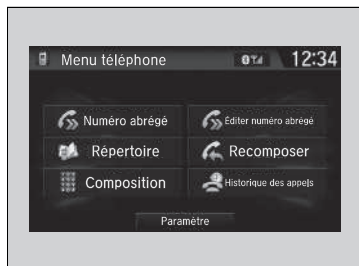 Menu téléphone 12:34
Numéro abrégé Éditer numéro abrégé
Répertoire Recomposer
Composition Historique des appels
Paramètre